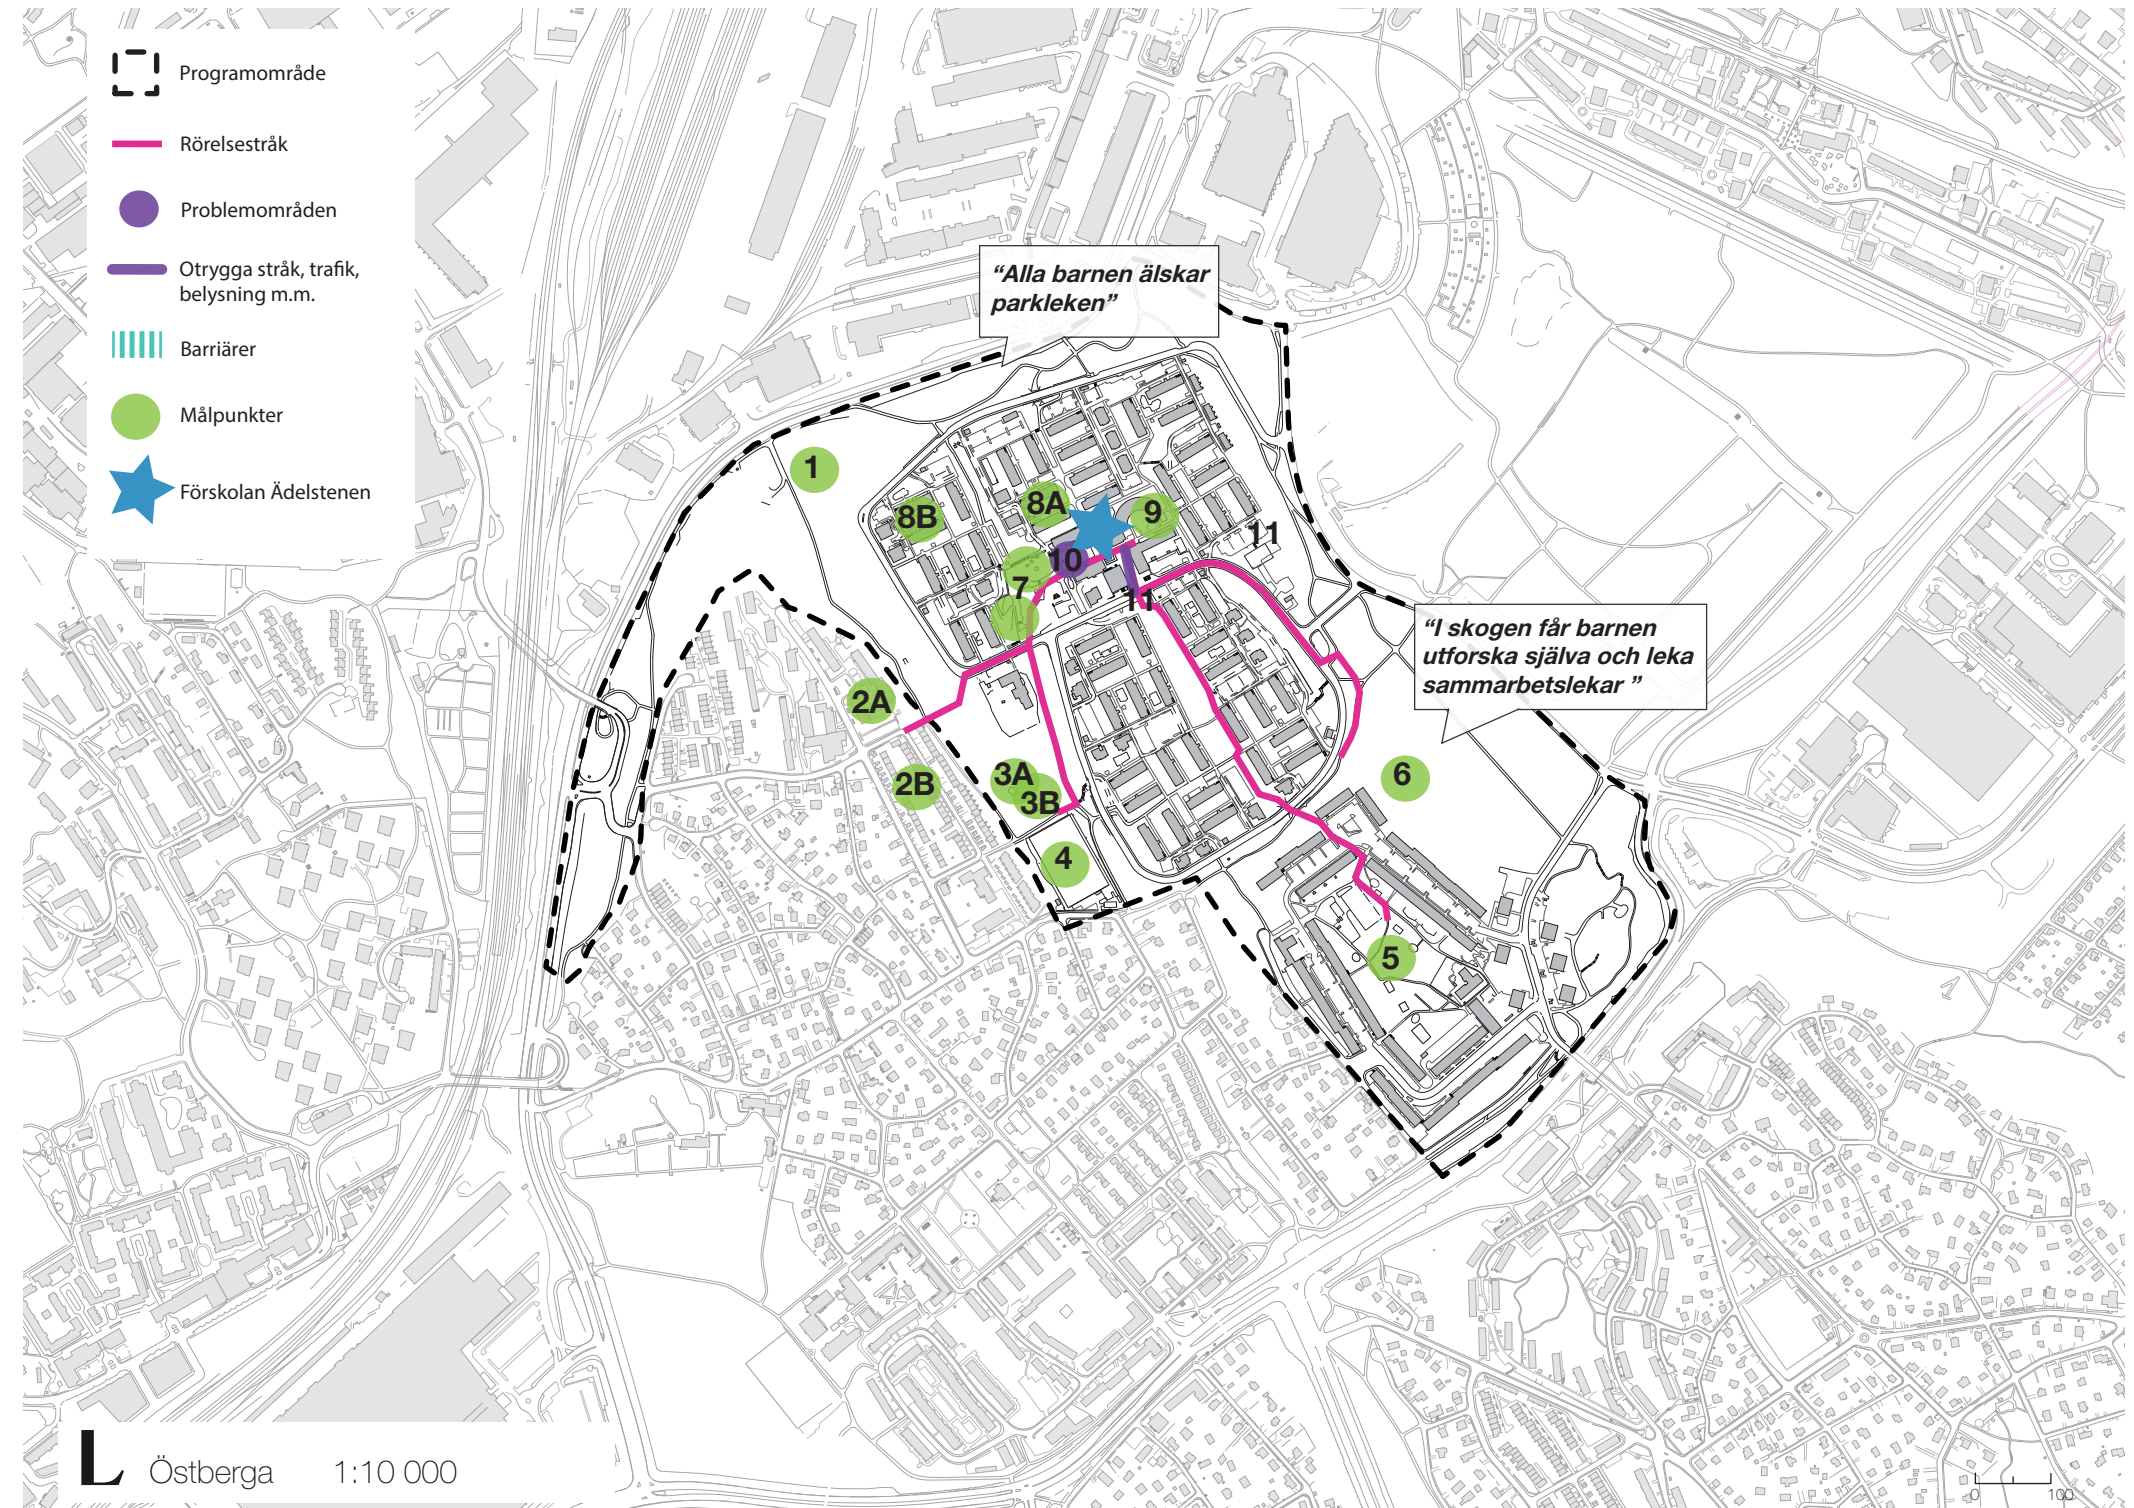 Programområde
Rörelsestråk
Problemområden
Otrygga stråk, trafik,
belysning m.m.
Barriärer
Målpunkter
Förskolan Ädelstenen
“Alla barnen älskar
parkleken”
1
8B
8A
9
10
11
7
11
“I skogen får barnen
utforska själva och leka
sammarbetslekar ”
2A
2B
3A
3B
6
4
5
L Östberga 1:10 000
0 100